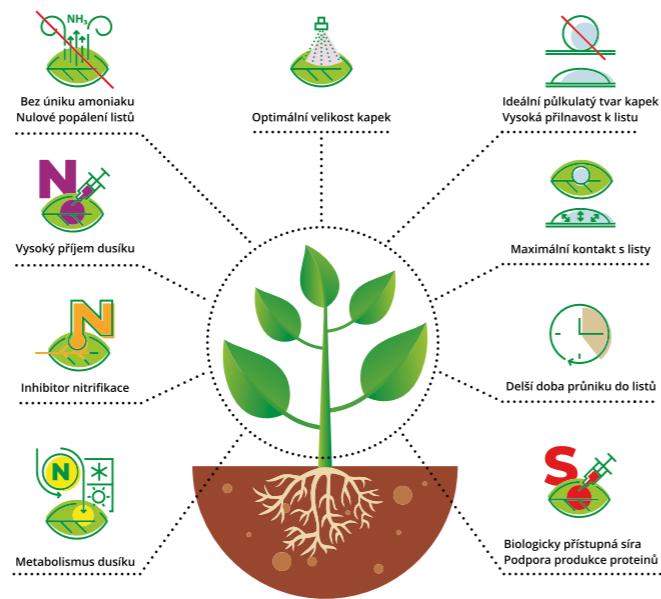 NH₃
Bez úniku amoniaku
Nulové popálení listů
Optimální velikost kapek
Ideální půlkulatý tvar kapek
Vysoká přilnavost k listu
N
Vysoký příjem dusíku
Maximální kontakt s listy
N
Inhibitor nitrifikace
Delší doba průniku do listů
N
Metabolismus dusíku
S
Biologicky přístupná síra
Podpora produkce proteinů